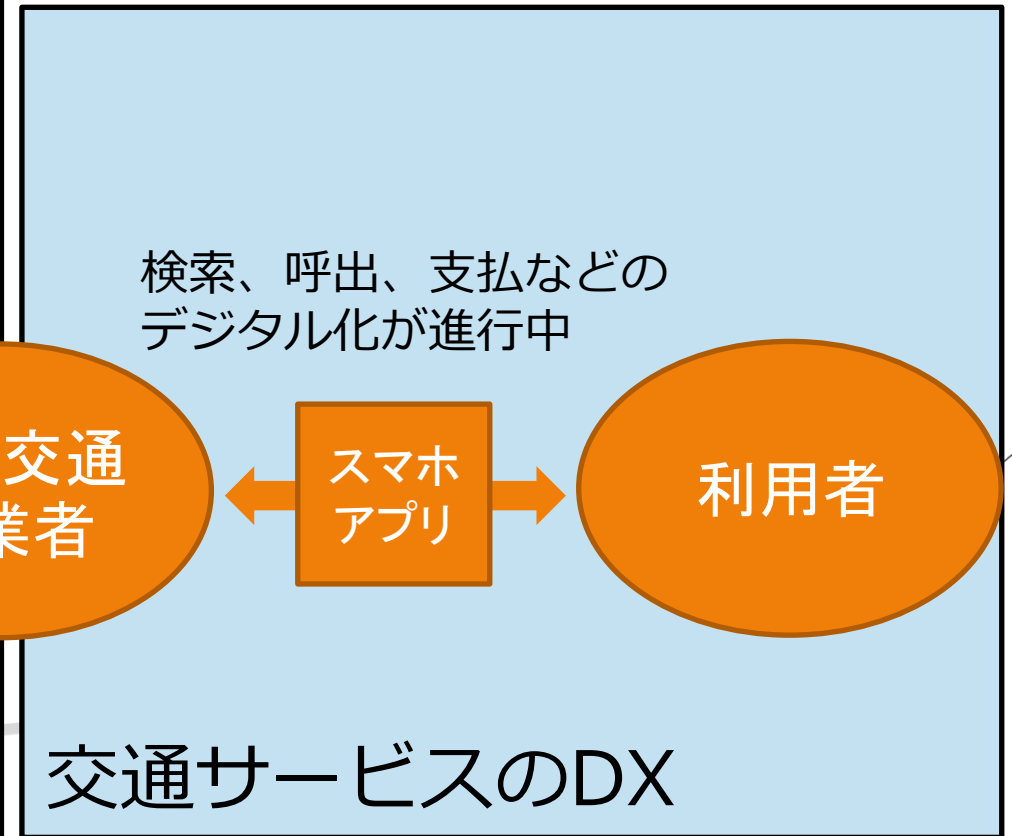 検索、呼出、支払などの
デジタル化が進行中
交通
業者
スマホ
アプリ
利用者
交通サービスのDX